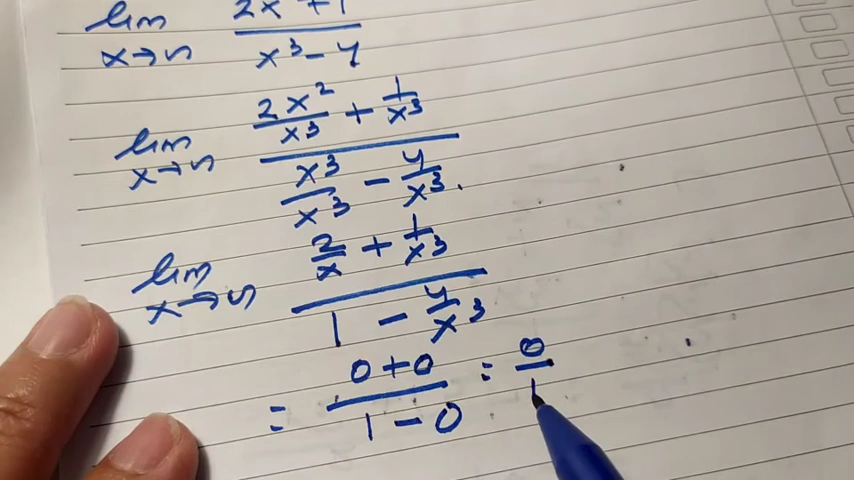 lim x→∞ (2x² + 1)/(x³ - 4)
lim x→∞ (2x²/x³ + 1/x³)/(x³/x³ - 4/x³).
lim x→∞ (2/x + 1/x³)/(1 - 4/x³)
= (0 + 0)/(1 - 0) = 0/1